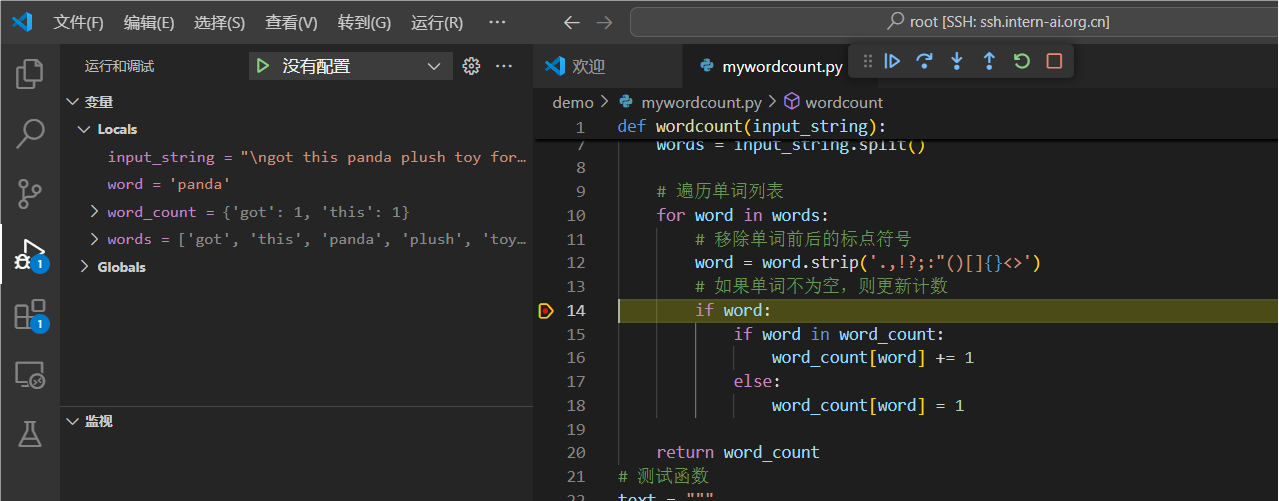 文件(F) 编辑(E) 选择(S) 查看(V) 转到(G) 运行(R) ··· root [SSH: ssh.intern-ai.org.cn]
运行和调试 没有配置 ···
变量
Locals
input_string = "\ngot this panda plush toy for…
word = 'panda'
word_count = {'got': 1, 'this': 1}
words = ['got', 'this', 'panda', 'plush', 'toy…
Globals
1
1
监视
欢迎 mywordcount.py
demo > mywordcount.py > wordcount
1 def wordcount(input_string):
7 words = input_string.split()
8
9 # 遍历单词列表
10 for word in words:
11 # 移除单词前后的标点符号
12 word = word.strip('.,!?;:"()[]{}<>')
13 # 如果单词不为空，则更新计数
14 if word:
15 if word in word_count:
16 word_count[word] += 1
17 else:
18 word_count[word] = 1
19
20 return word_count
21 # 测试函数
22 text = """